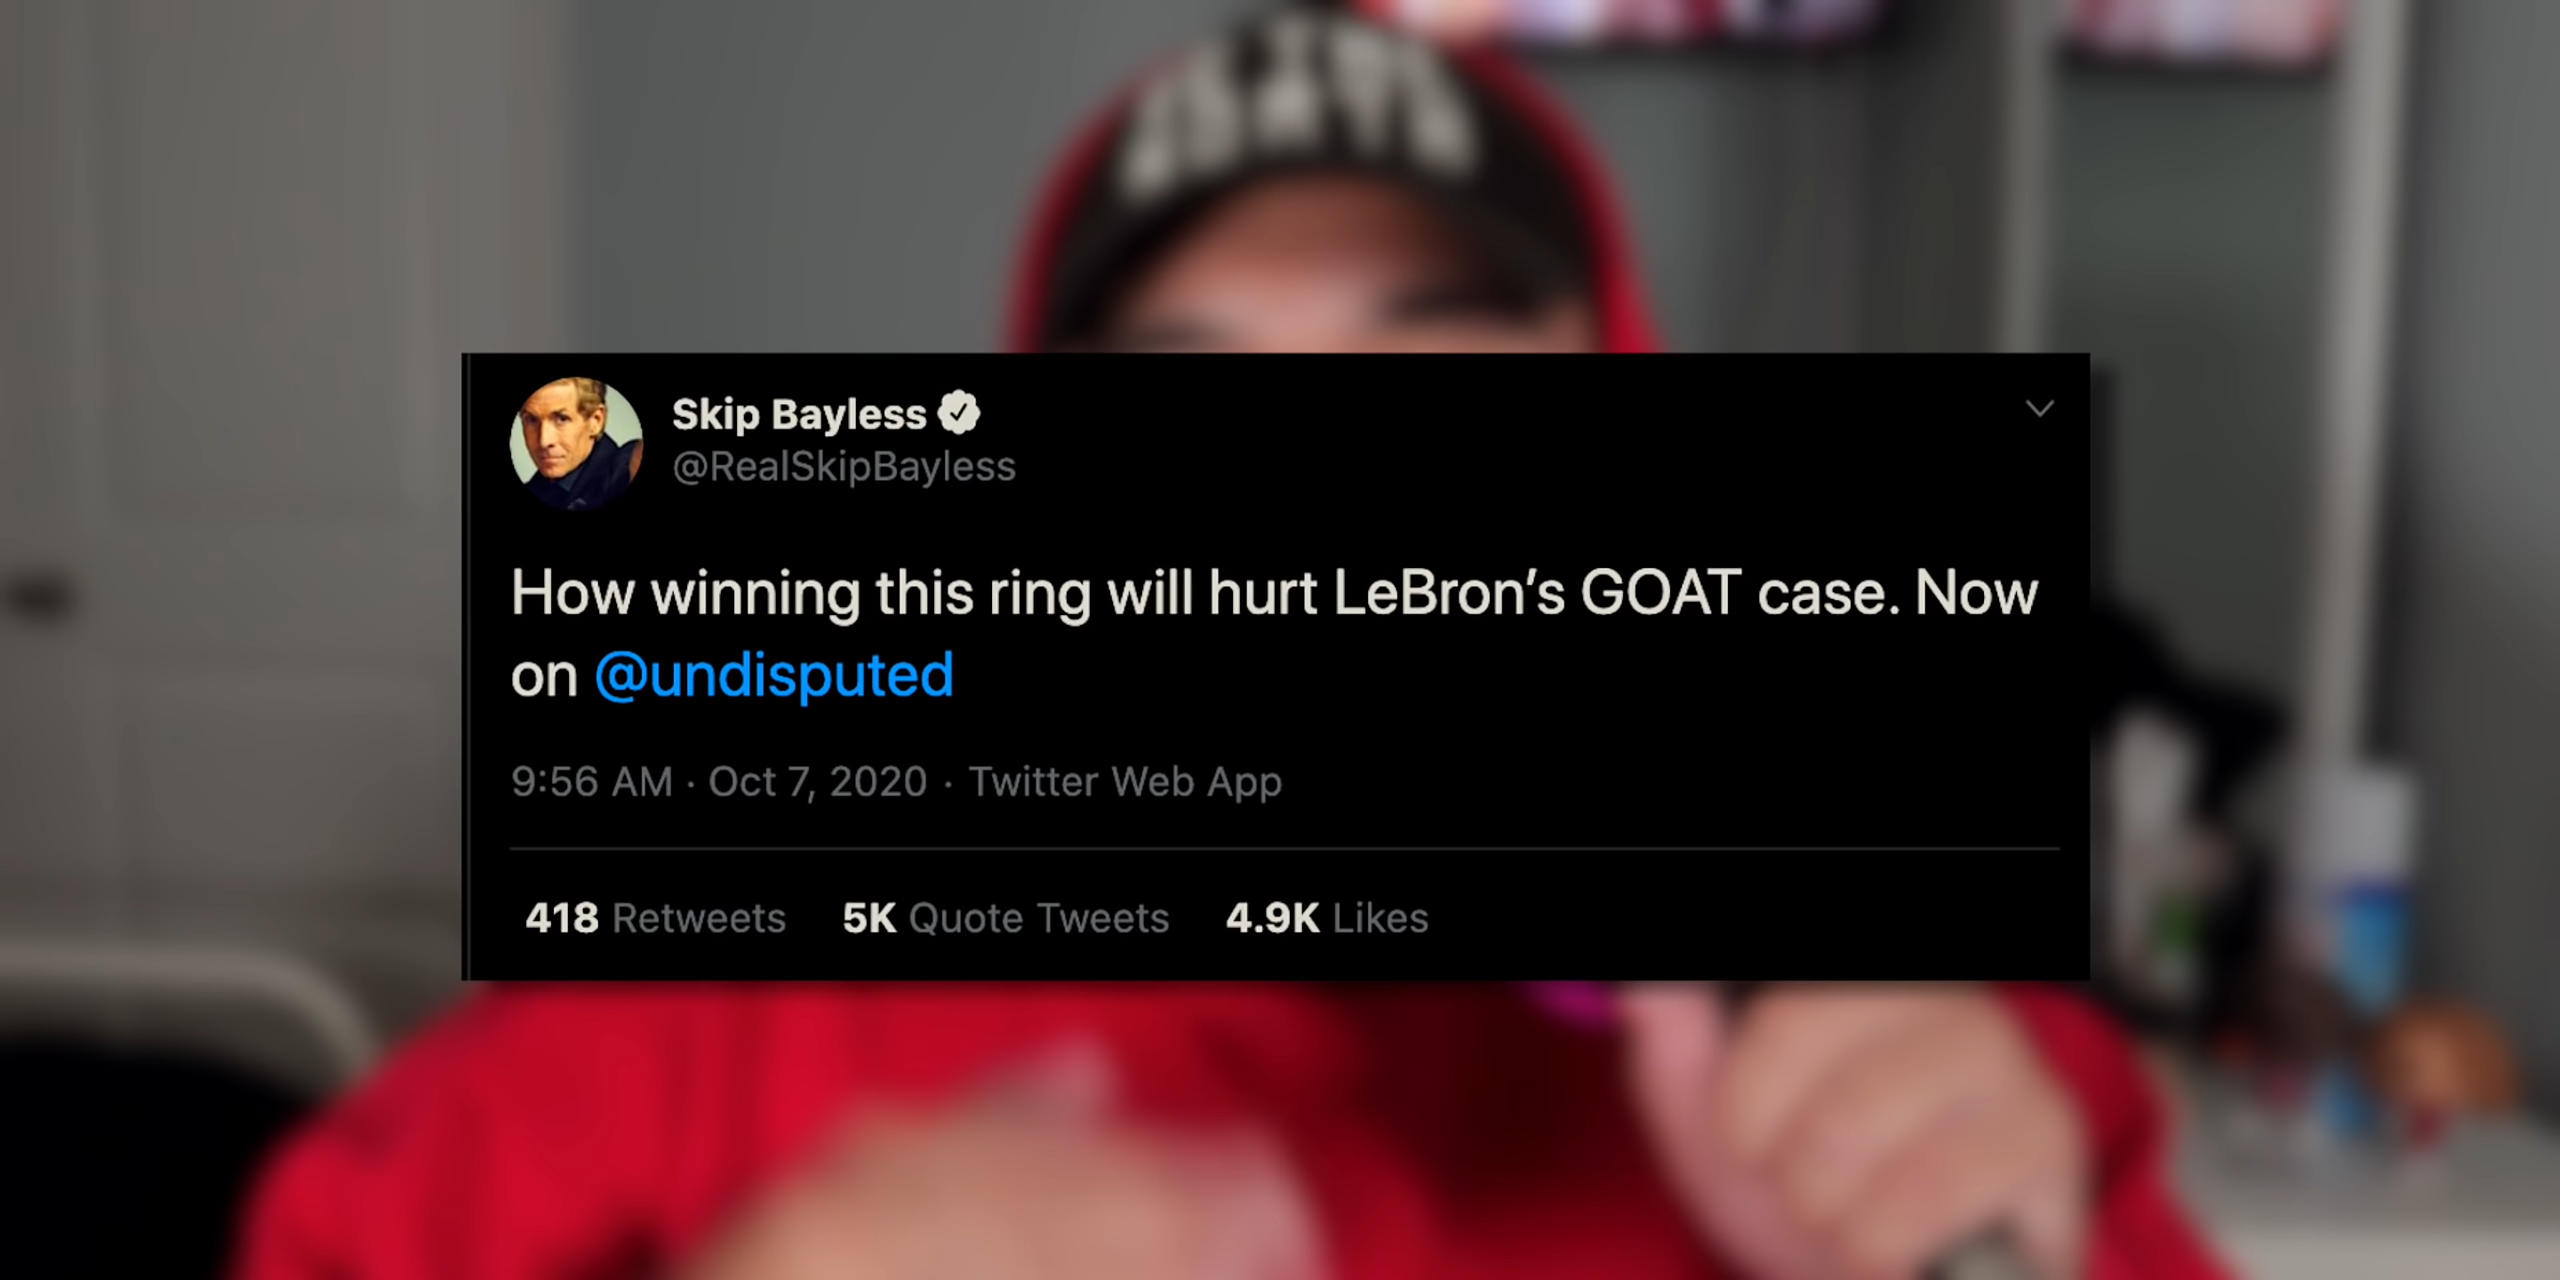 Skip Bayless
@RealSkipBayless
How winning this ring will hurt LeBron’s GOAT case. Now
on @undisputed
9:56 AM · Oct 7, 2020 · Twitter Web App
418 Retweets 5K Quote Tweets 4.9K Likes